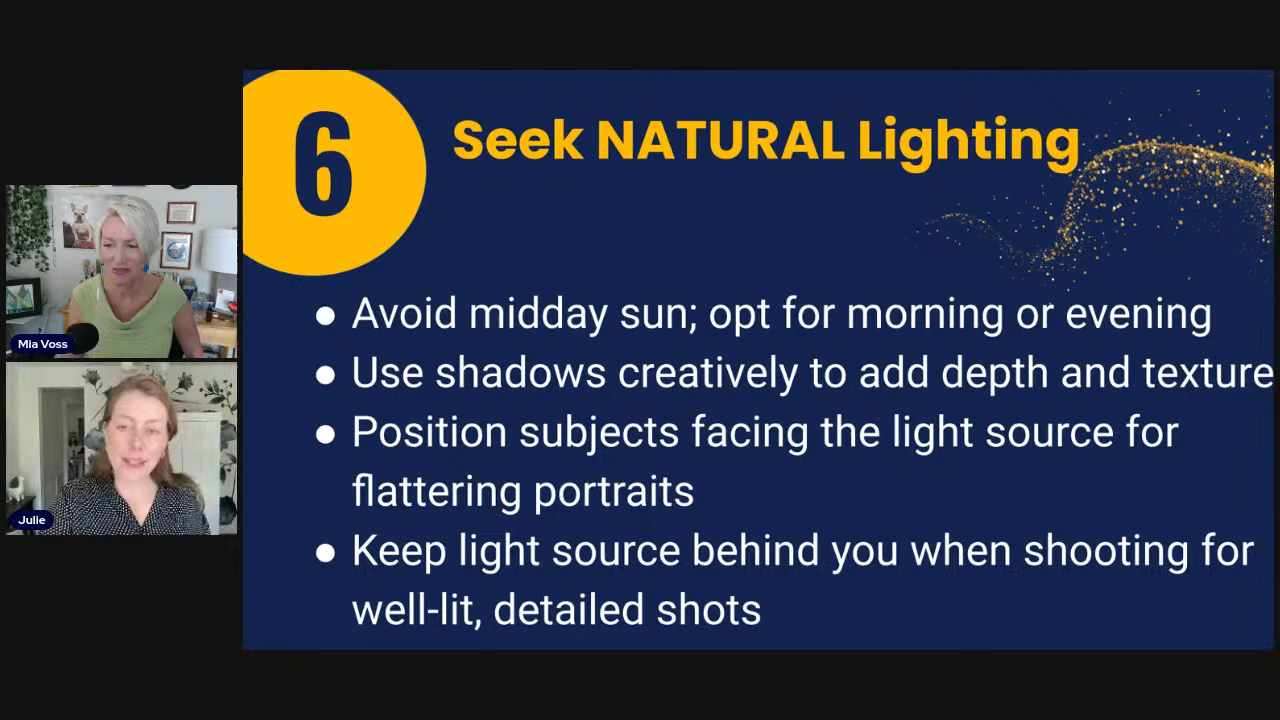 6
Seek NATURAL Lighting
● Avoid midday sun; opt for morning or evening
● Use shadows creatively to add depth and texture
● Position subjects facing the light source for
flattering portraits
● Keep light source behind you when shooting for
well-lit, detailed shots
Mia Voss
Julie